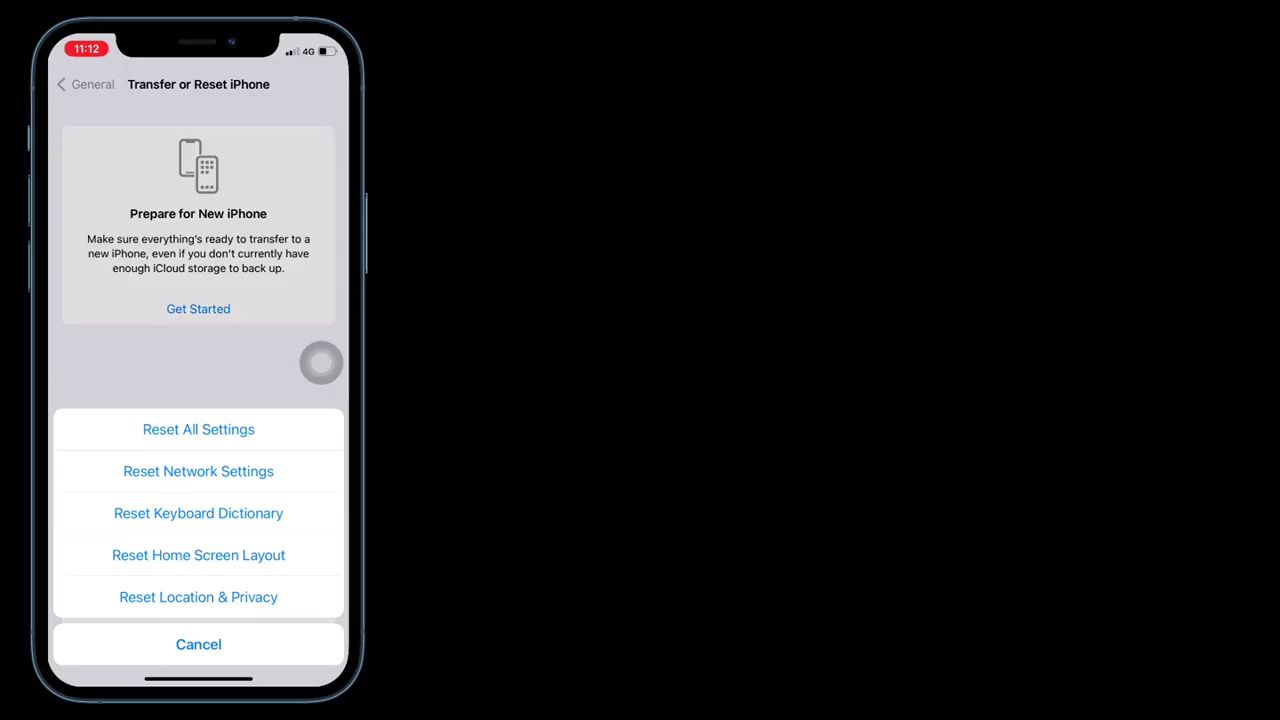 11:12
4G
General
Transfer or Reset iPhone
Prepare for New iPhone
Make sure everything's ready to transfer to a
new iPhone, even if you don't currently have
enough iCloud storage to back up.
Get Started
Reset All Settings
Reset Network Settings
Reset Keyboard Dictionary
Reset Home Screen Layout
Reset Location & Privacy
Cancel